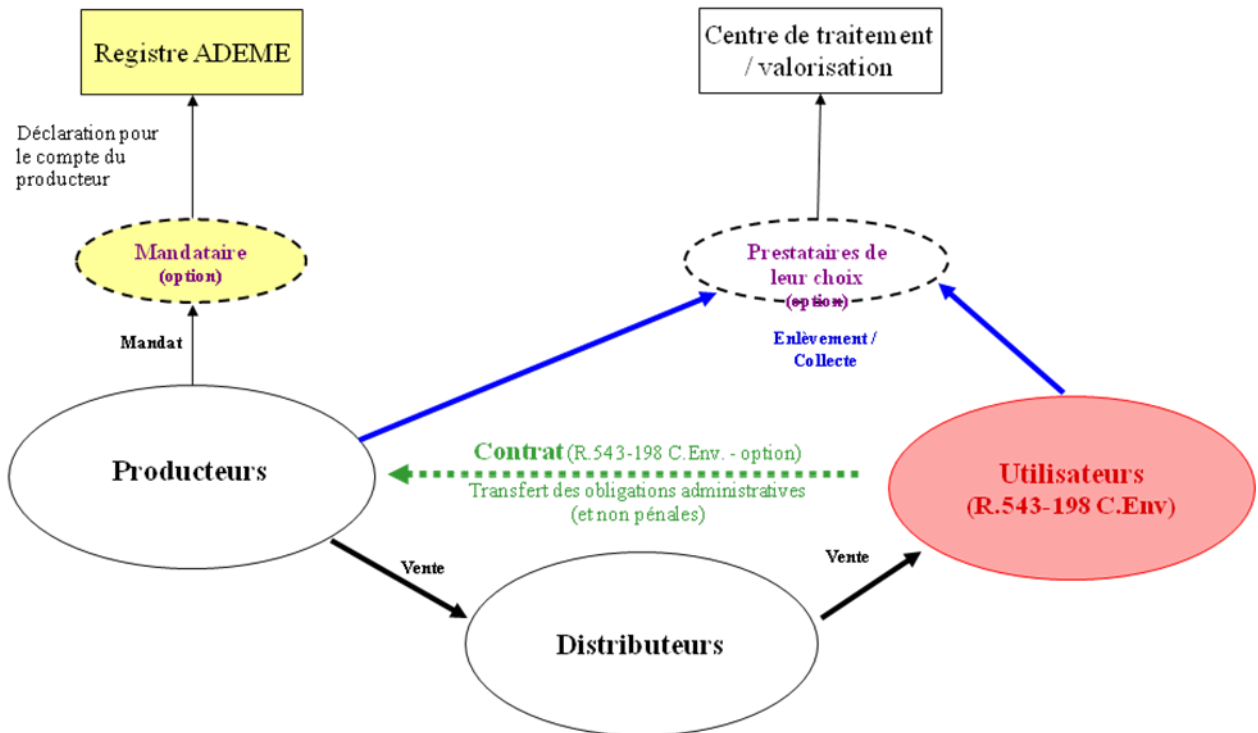 Registre ADEME
Centre de traitement
/ valorisation
Déclaration pour
le compte du
producteur
Mandataire
(option)
Prestataires de
leur choix
(option)
Mandat
Enlèvement /
Collecte
Producteurs
Contrat (R.543-198 C.Env. - option)
Transfert des obligations administratives
(et non pénales)
Utilisateurs
(R.543-198 C.Env)
Vente
Vente
Distributeurs